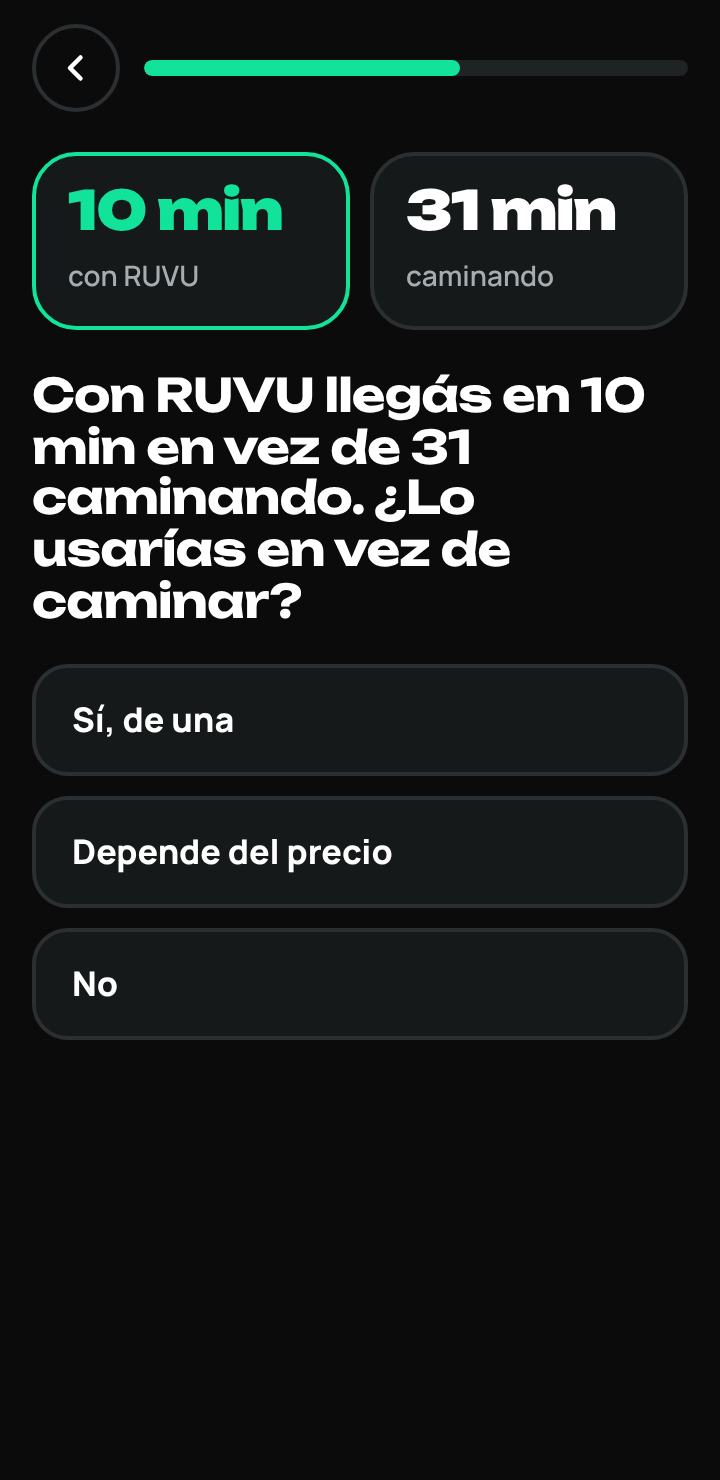 10 min
31 min
con RUVU
caminando
Con RUVU llegás en 10
min en vez de 31
caminando. ¿Lo
usarías en vez de
caminar?
Sí, de una
Depende del precio
No